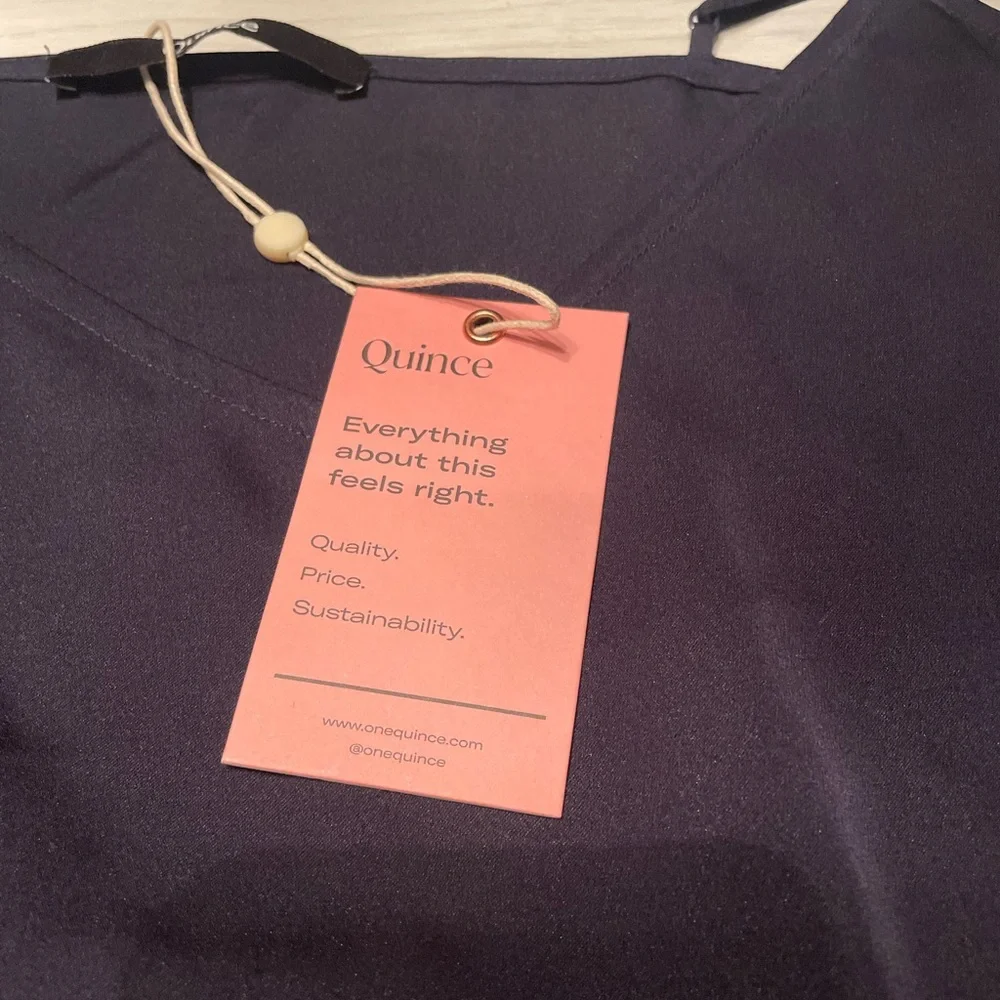 Quince
Everything
about this
feels right.
Quality.
Price.
Sustainability.
www.onequince.com
@onequince